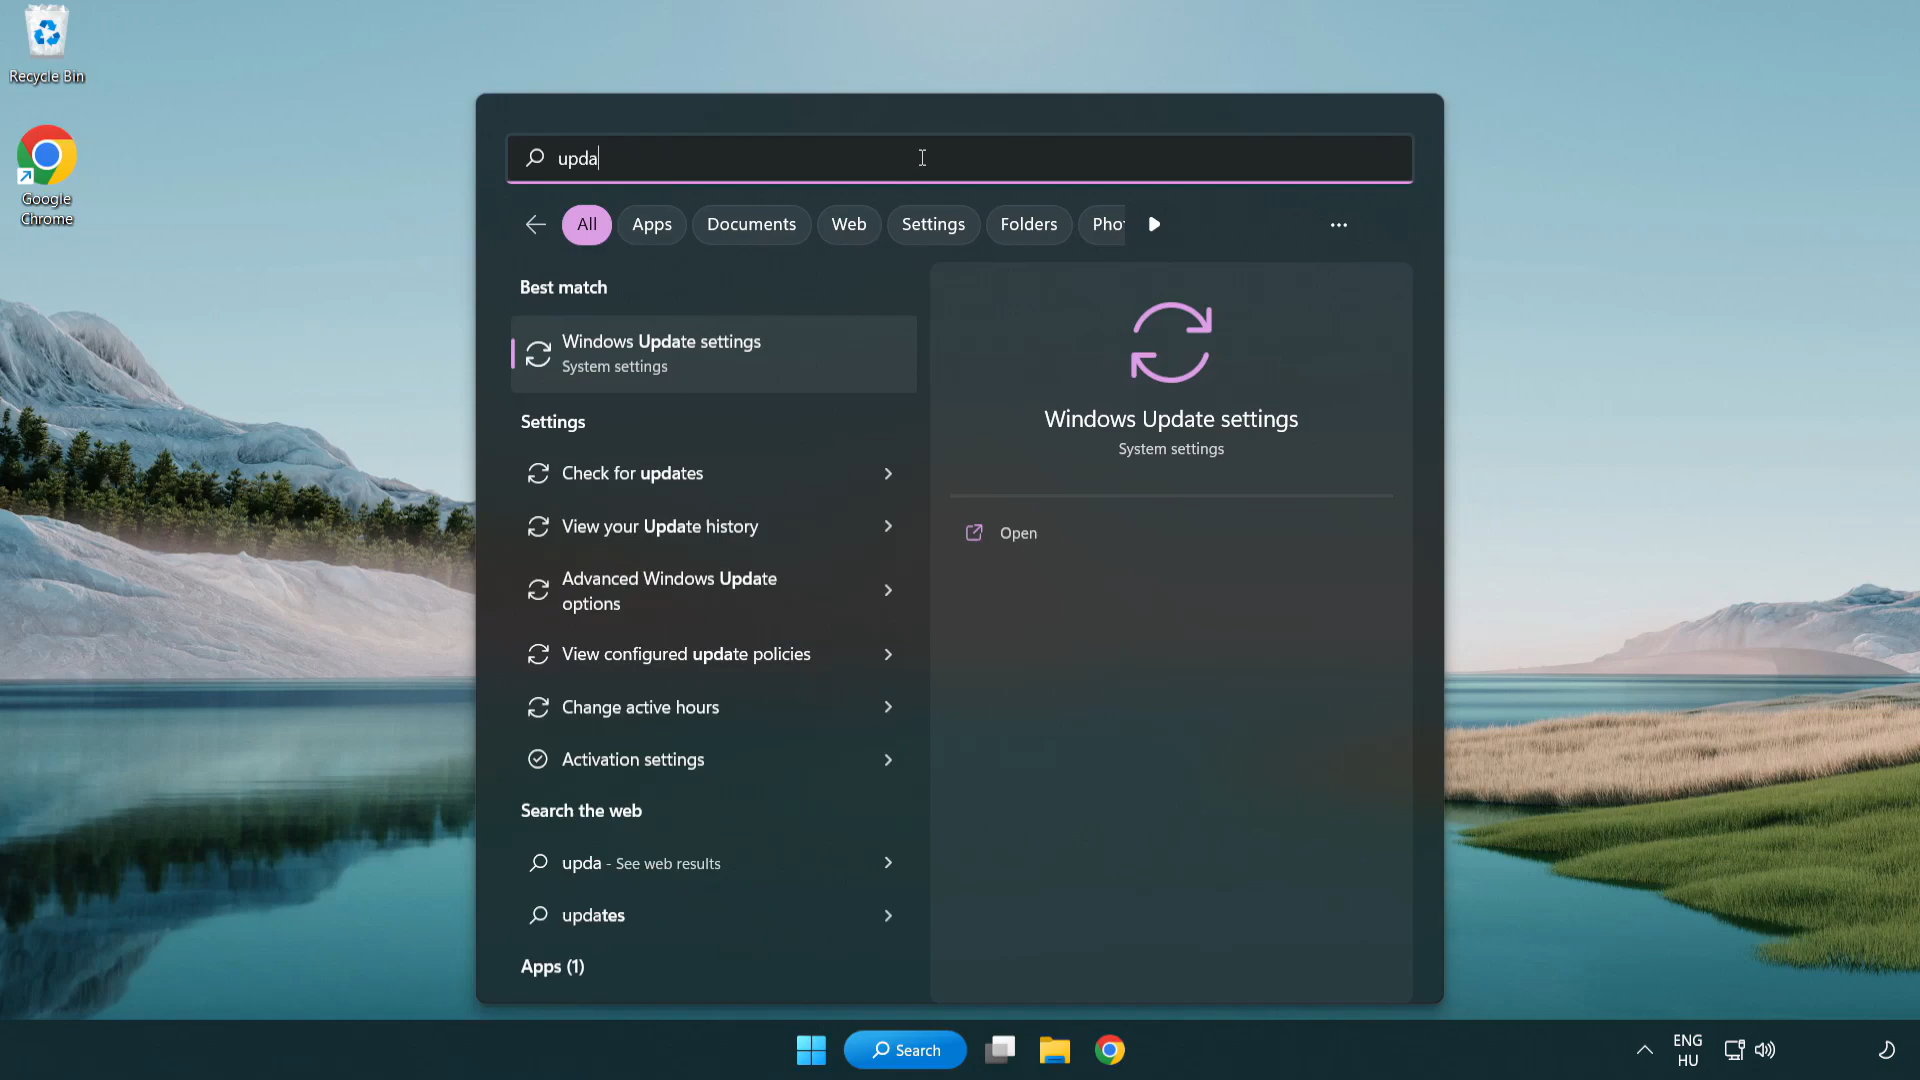 Recycle Bin
Google
Chrome
upda
All
Apps
Documents
Web
Settings
Folders
Pho
Best match
Windows Update settings
System settings
Settings
Check for updates
View your Update history
Advanced Windows Update
options
View configured update policies
Change active hours
Activation settings
Search the web
upda - See web results
updates
Apps (1)
Windows Update settings
System settings
Open
Search
ENG
HU